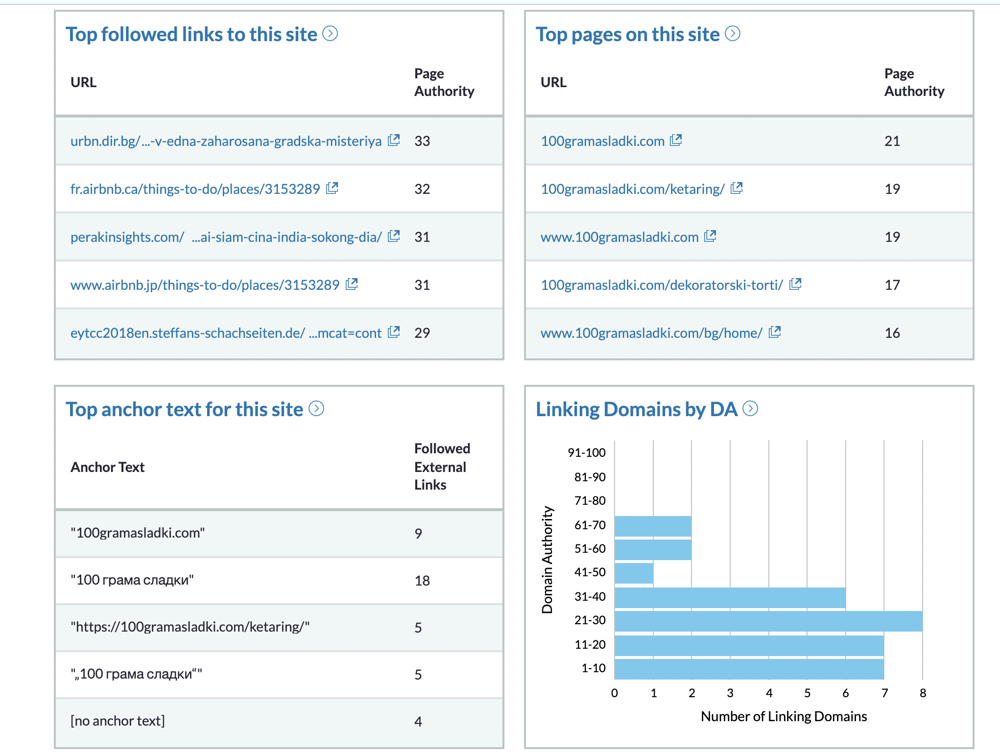 Top followed links to this site
URL
Page
Authority
urbn.dir.bg/...-v-edna-zaharosana-gradska-misteriya 33
fr.airbnb.ca/things-to-do/places/3153289 32
perakinsights.com/ ...ai-siam-cina-india-sokong-dia/ 31
www.airbnb.jp/things-to-do/places/3153289 31
eytcc2018en.steffans-schachseiten.de/ ...mcat=cont 29
Top pages on this site
URL
Page
Authority
100gramasladki.com 21
100gramasladki.com/ketaring/ 19
www.100gramasladki.com 19
100gramasladki.com/dekoratorski-torti/ 17
www.100gramasladki.com/bg/home/ 16
Top anchor text for this site
Anchor Text
Followed
External
Links
"100gramasladki.com" 9
"100 грама сладки" 18
"https://100gramasladki.com/ketaring/" 5
"„100 грама сладки“" 5
[no anchor text] 4
Linking Domains by DA
Domain Authority
91-100
81-90
71-80
61-70
51-60
41-50
31-40
21-30
11-20
1-10
0 1 2 3 4 5 6 7 8
Number of Linking Domains